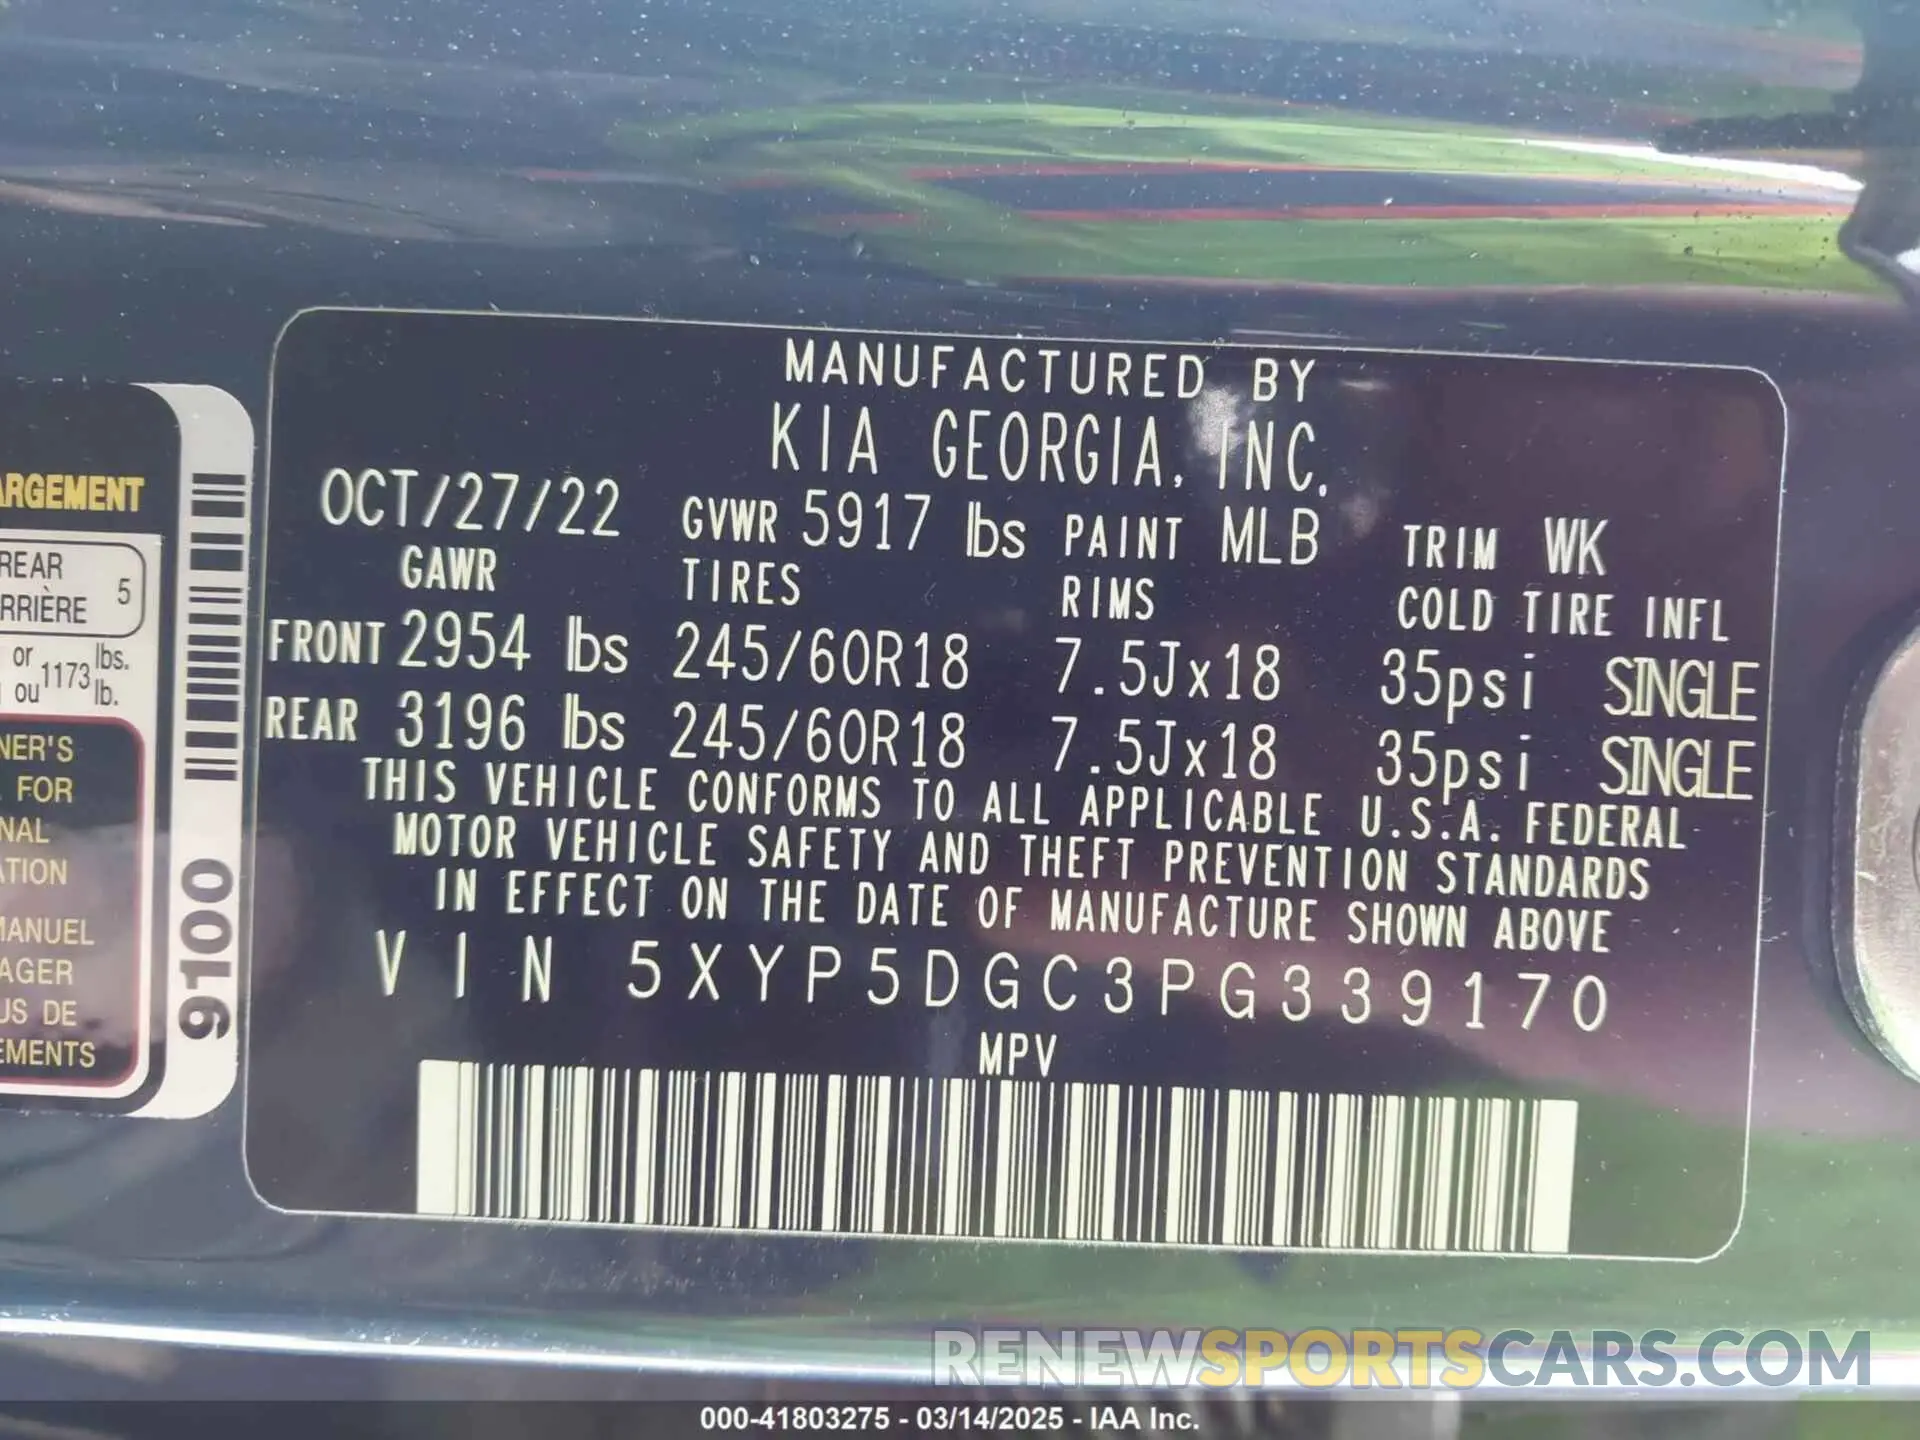 ARGEMENT
REAR 5
RRIÈRE
or 1173 lbs.
ou lb.
NER'S
FOR
NAL
ATION
MANUEL
AGER
US DE
EMENTS
9100
MANUFACTURED BY
KIA GEORGIA, INC.
OCT/27/22 GVWR 5917 lbs PAINT MLB TRIM WK
GAWR TIRES RIMS COLD TIRE INFL
FRONT 2954 lbs 245/60R18 7.5Jx18 35psi SINGLE
REAR 3196 lbs 245/60R18 7.5Jx18 35psi SINGLE
THIS VEHICLE CONFORMS TO ALL APPLICABLE U.S.A. FEDERAL
MOTOR VEHICLE SAFETY AND THEFT PREVENTION STANDARDS
IN EFFECT ON THE DATE OF MANUFACTURE SHOWN ABOVE
VIN 5XYP5DGC3PG339170
MPV
RENEWSPORTSCARS.COM
000-41803275 - 03/14/2025 - IAA Inc.